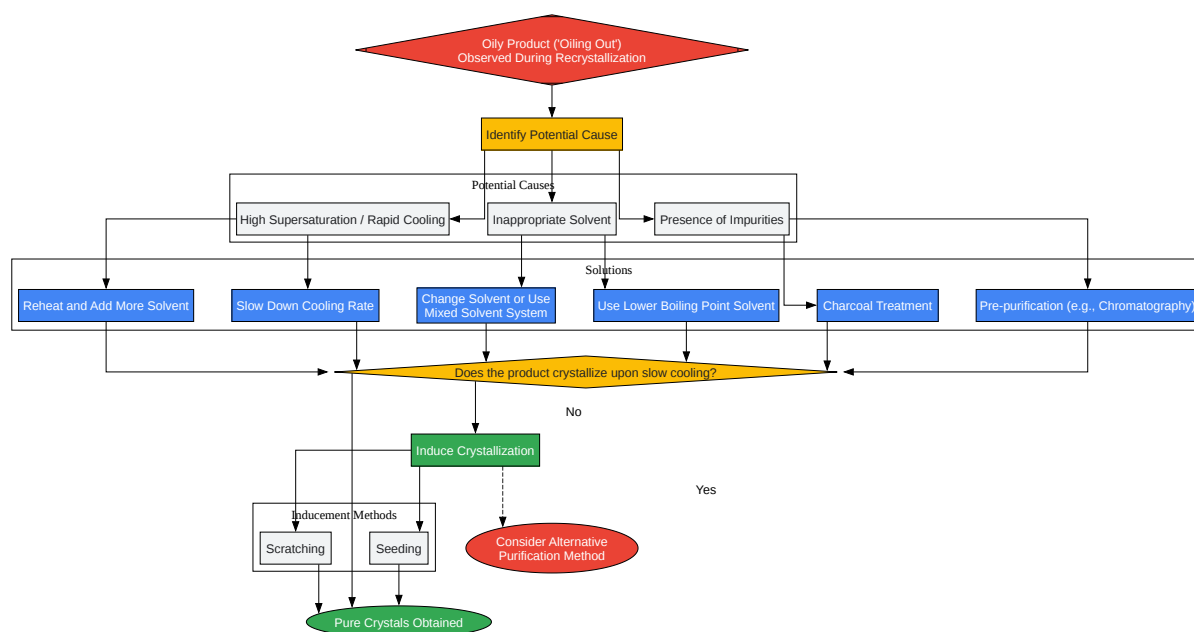 Oily Product ('Oiling Out')
Observed During Recrystallization
Identify Potential Cause
Potential Causes
High Supersaturation / Rapid Cooling
Inappropriate Solvent
Presence of Impurities
Solutions
Reheat and Add More Solvent
Slow Down Cooling Rate
Change Solvent or Use
Mixed Solvent System
Use Lower Boiling Point Solvent
Charcoal Treatment
Pre-purification (e.g., Chromatography)
Does the product crystallize upon slow cooling?
No
Induce Crystallization
Yes
Inducement Methods
Scratching
Seeding
Consider Alternative
Purification Method
Pure Crystals Obtained